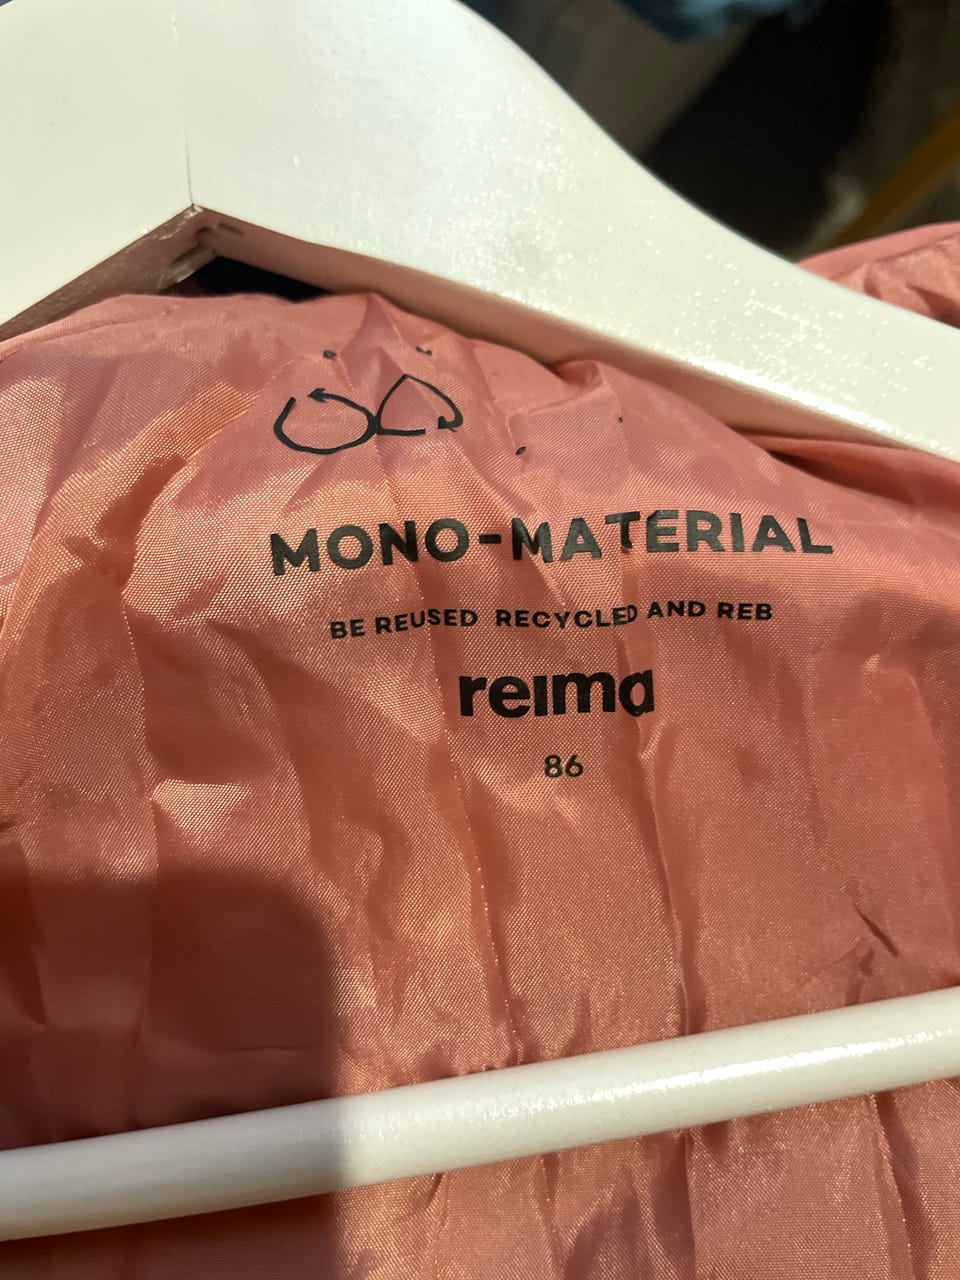 MONO-MATERIAL
BE REUSED RECYCLED AND REB
reima
86